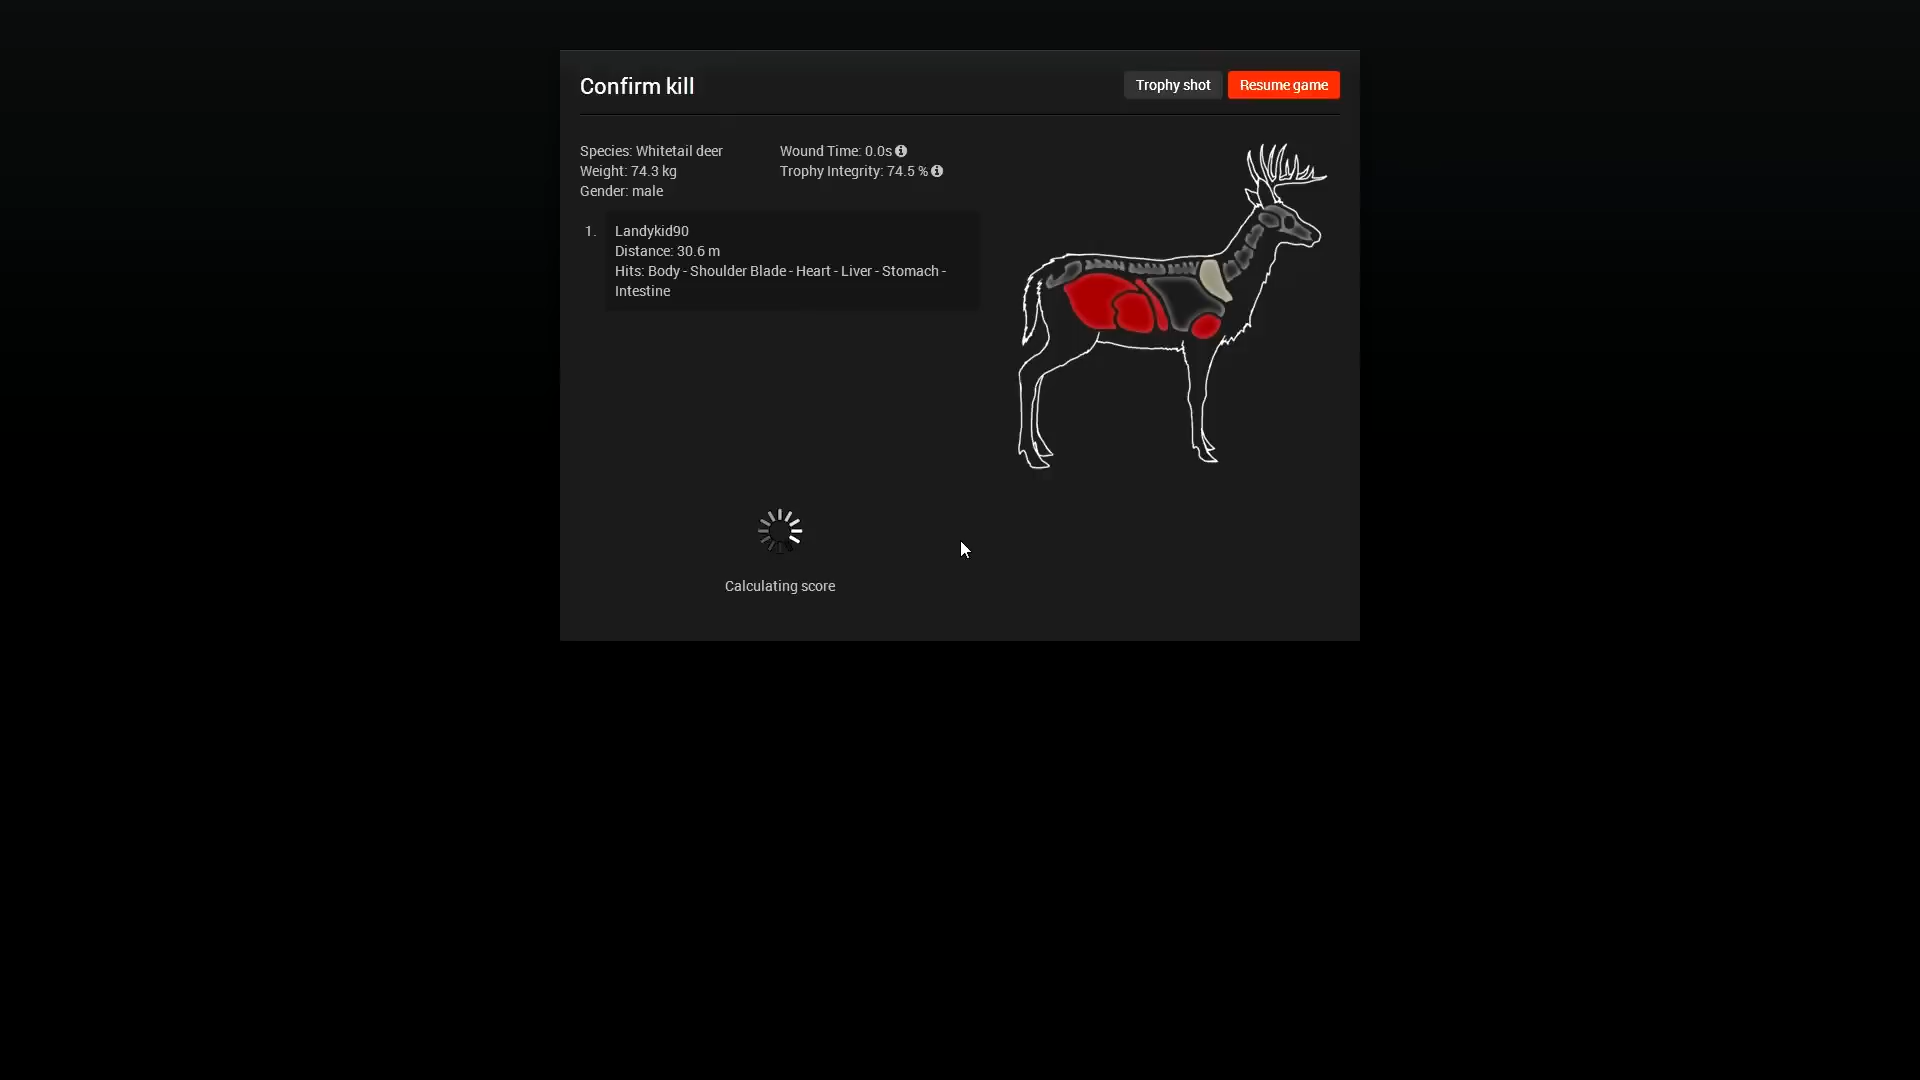 Confirm kill
Trophy shot
Resume game
Species: Whitetail deer
Weight: 74.3 kg
Gender: male
Wound Time: 0.0s
Trophy Integrity: 74.5 %
1.
Landykid90
Distance: 30.6 m
Hits: Body - Shoulder Blade - Heart - Liver - Stomach -
Intestine
Calculating score